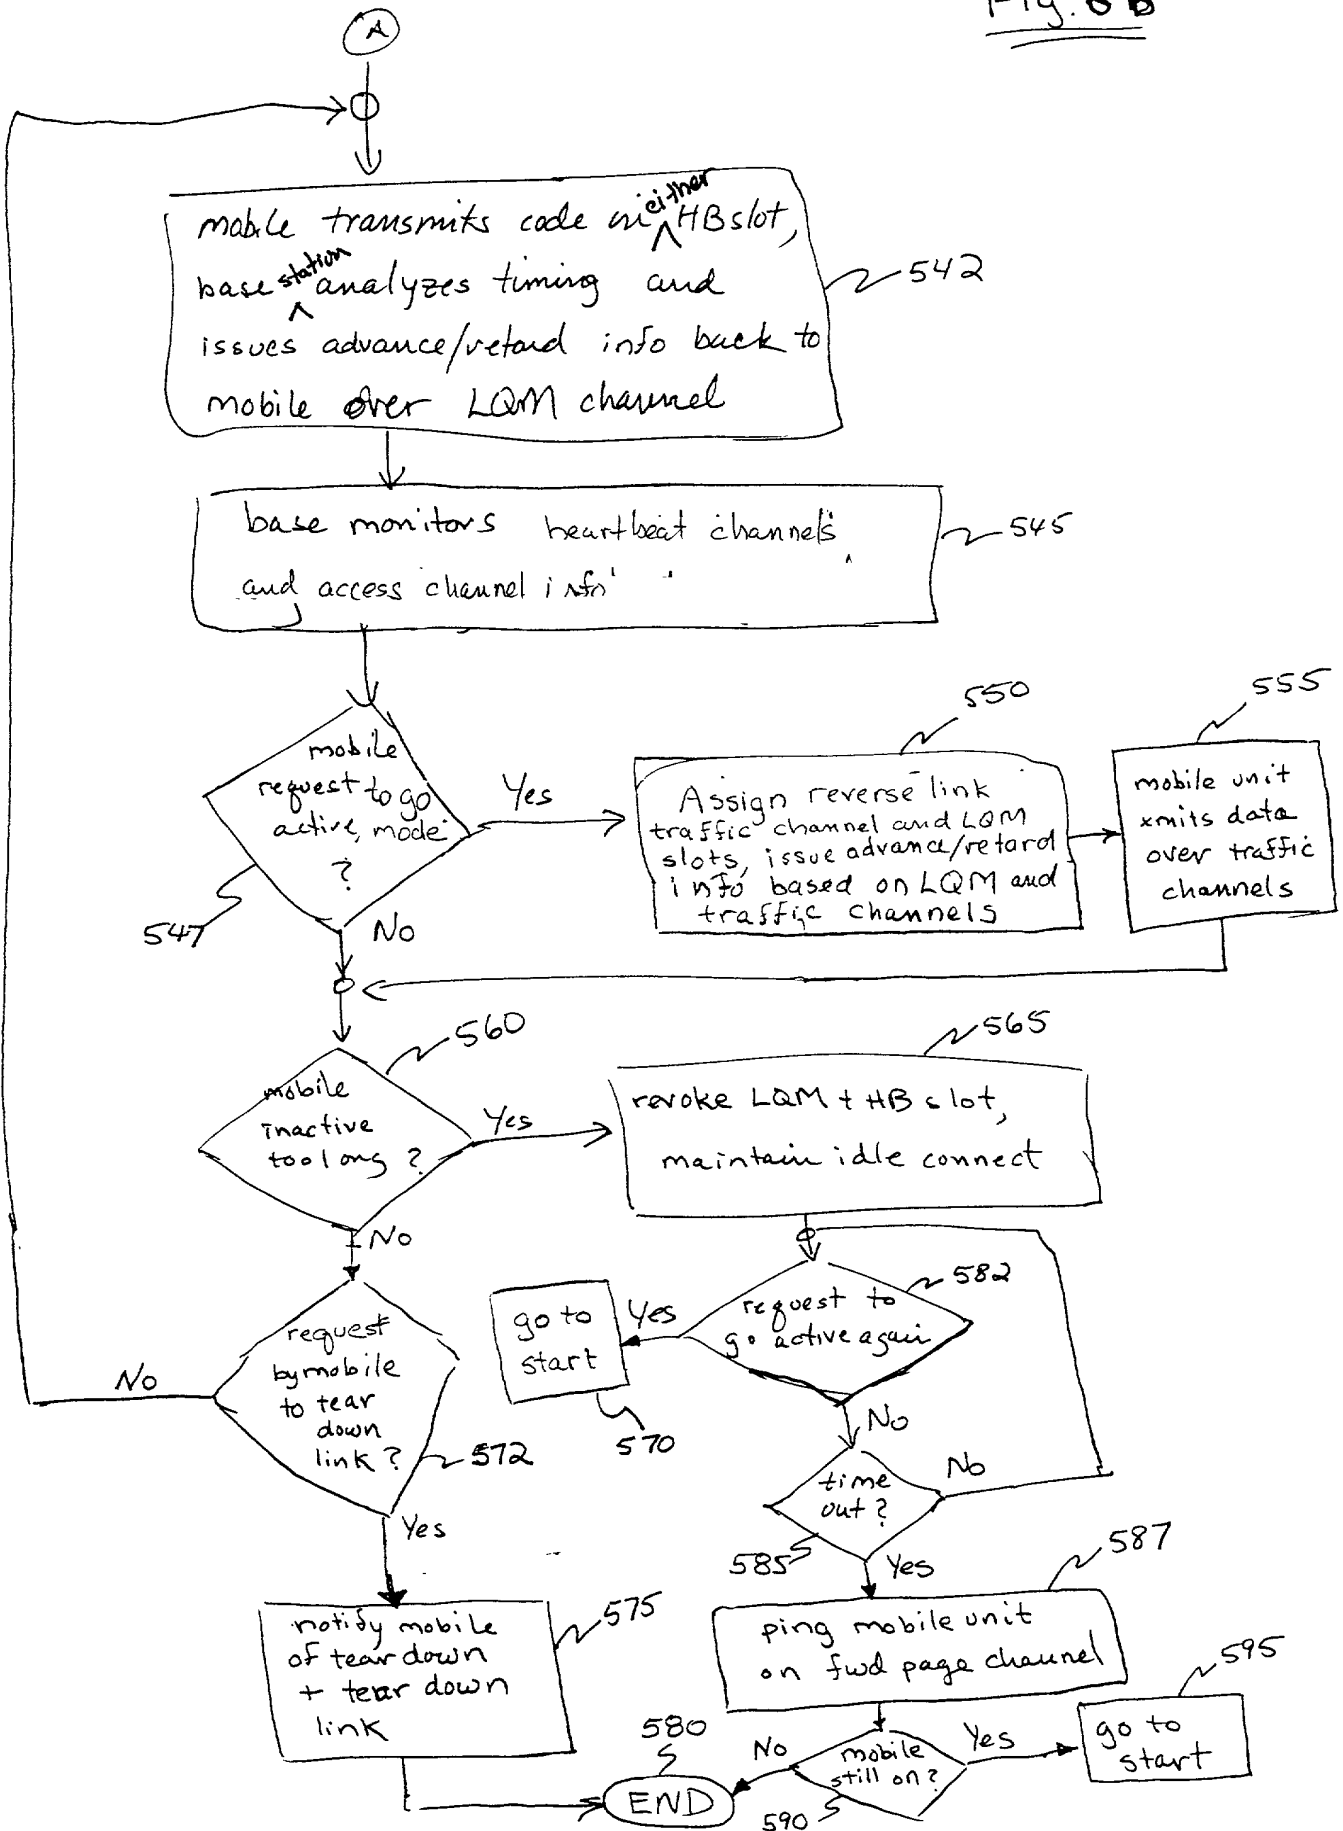 Fig. 8B
A
mobile transmits code on either HB slot,
base station analyzes timing and
issues advance/retard info back to
mobile over LQM channel
542
base monitors heartbeat channels
and access channel info
545
mobile
request to go
active mode
?
547
Yes
No
550
Assign reverse link
traffic channel and LQM
slots, issue advance/retard
info based on LQM and
traffic channels
555
mobile unit
xmits data
over traffic
channels
560
mobile
inactive
too long ?
Yes
No
565
revoke LQM + HB slot,
maintain idle connect
582
request to
go active again
Yes
No
go to
start
570
request
by mobile
to tear
down
link ?
572
No
Yes
time
out ?
585
No
Yes
587
ping mobile unit
on fwd page channel
575
notify mobile
of tear down
+ tear down
link
580
END
mobile
still on ?
590
No
Yes
595
go to
start